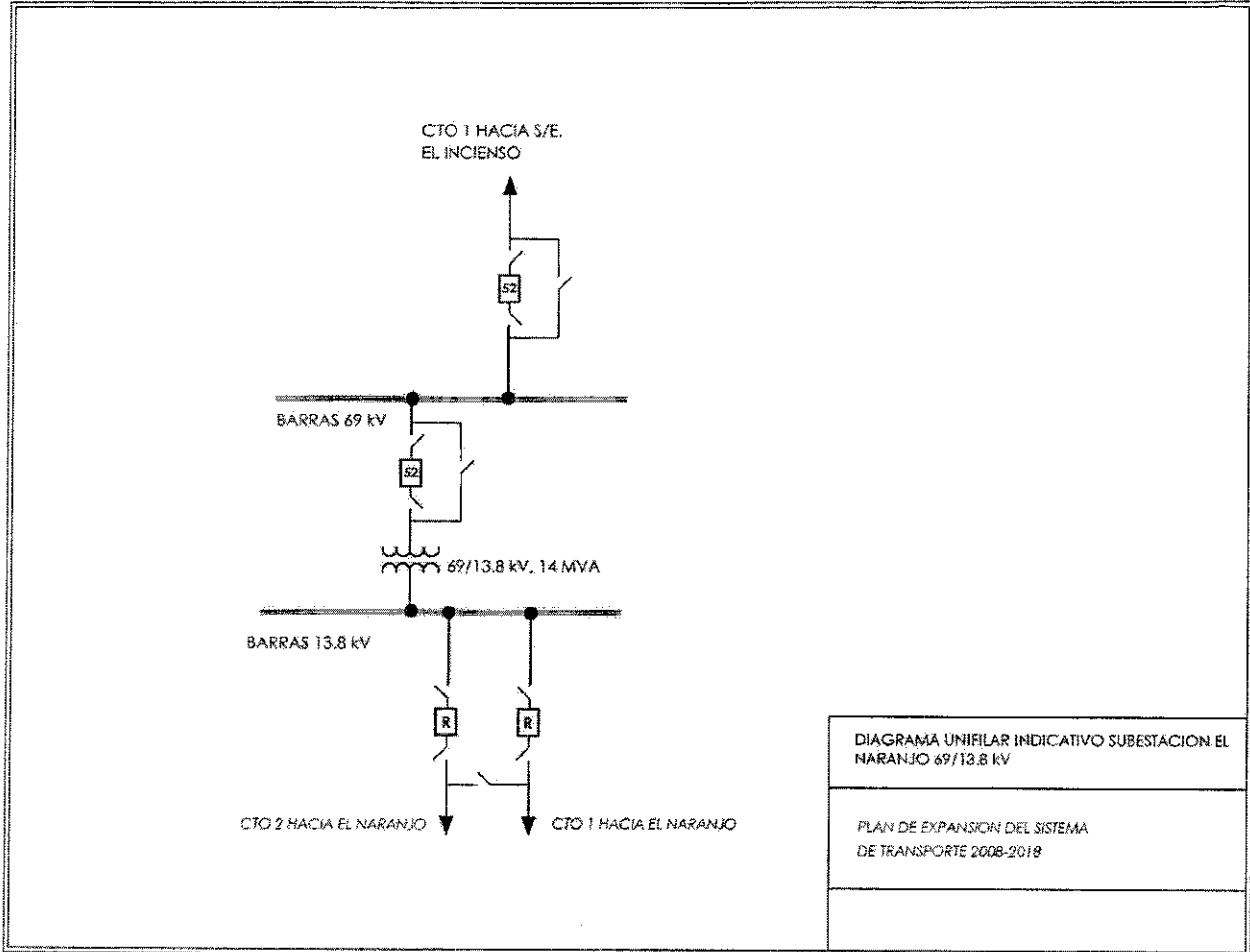 CTO 1 HACIA S/E.
EL INCIENSO
52
BARRAS 69 kV
52
69/13.8 kV, 14 MVA
BARRAS 13.8 kV
R
R
CTO 2 HACIA EL NARANJO
CTO 1 HACIA EL NARANJO
DIAGRAMA UNIFILAR INDICATIVO SUBESTACION EL
NARANJO 69/13.8 kV
PLAN DE EXPANSION DEL SISTEMA
DE TRANSPORTE 2008-2018